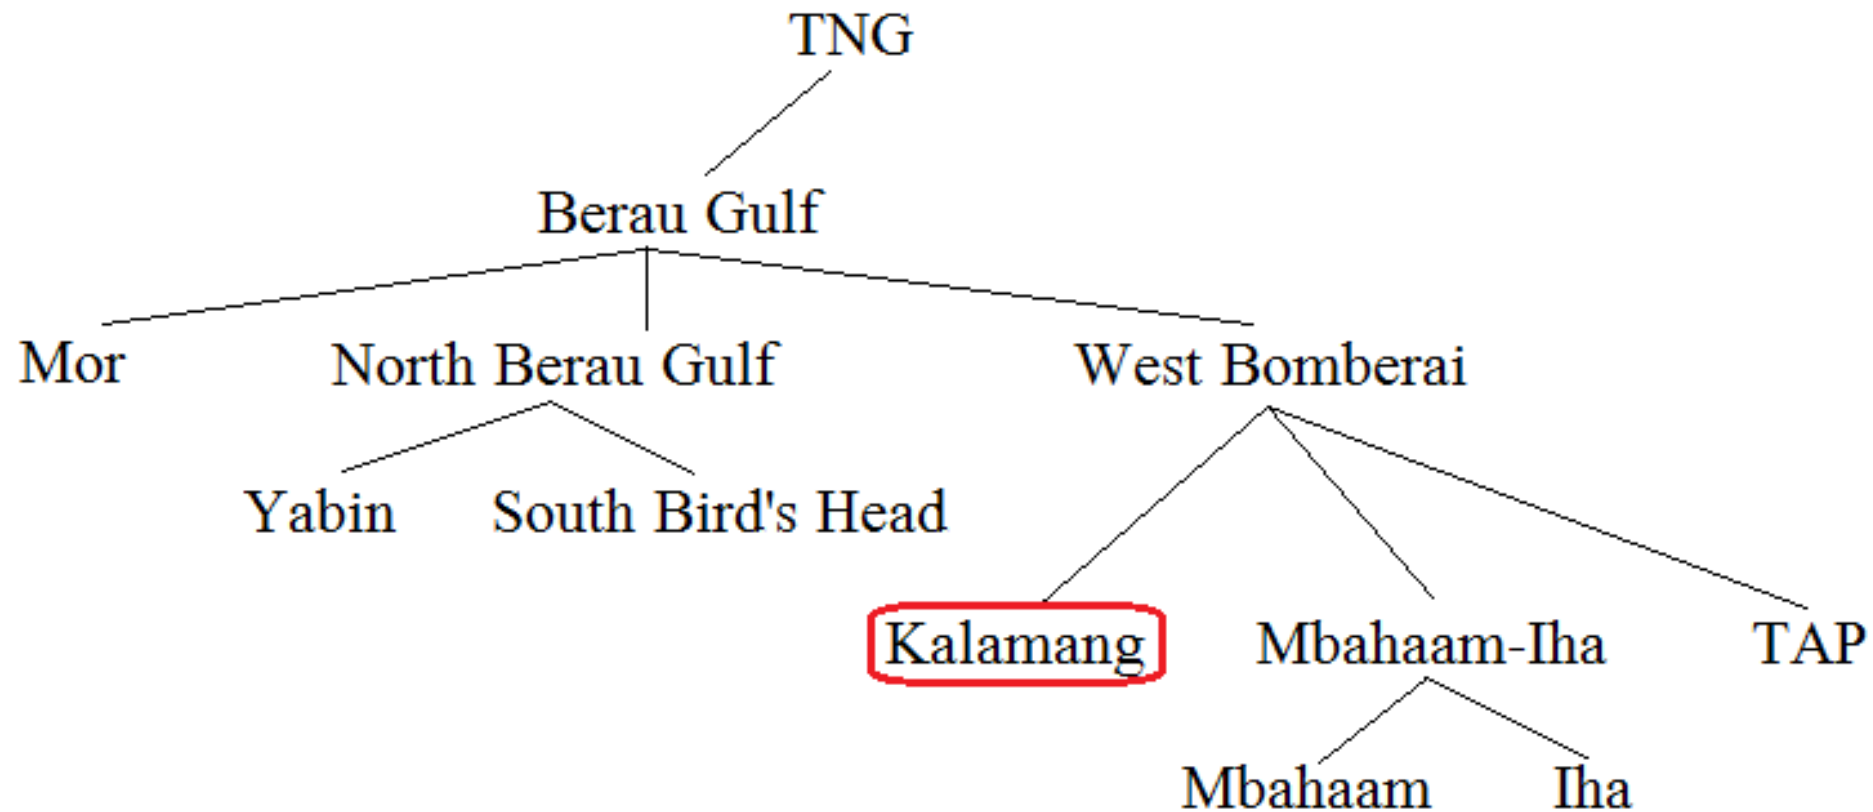 TNG
Berau Gulf
Mor North Berau Gulf West Bomberai
Yabin South Bird's Head
Kalamang Mbahaam-Iha TAP
Mbahaam Iha